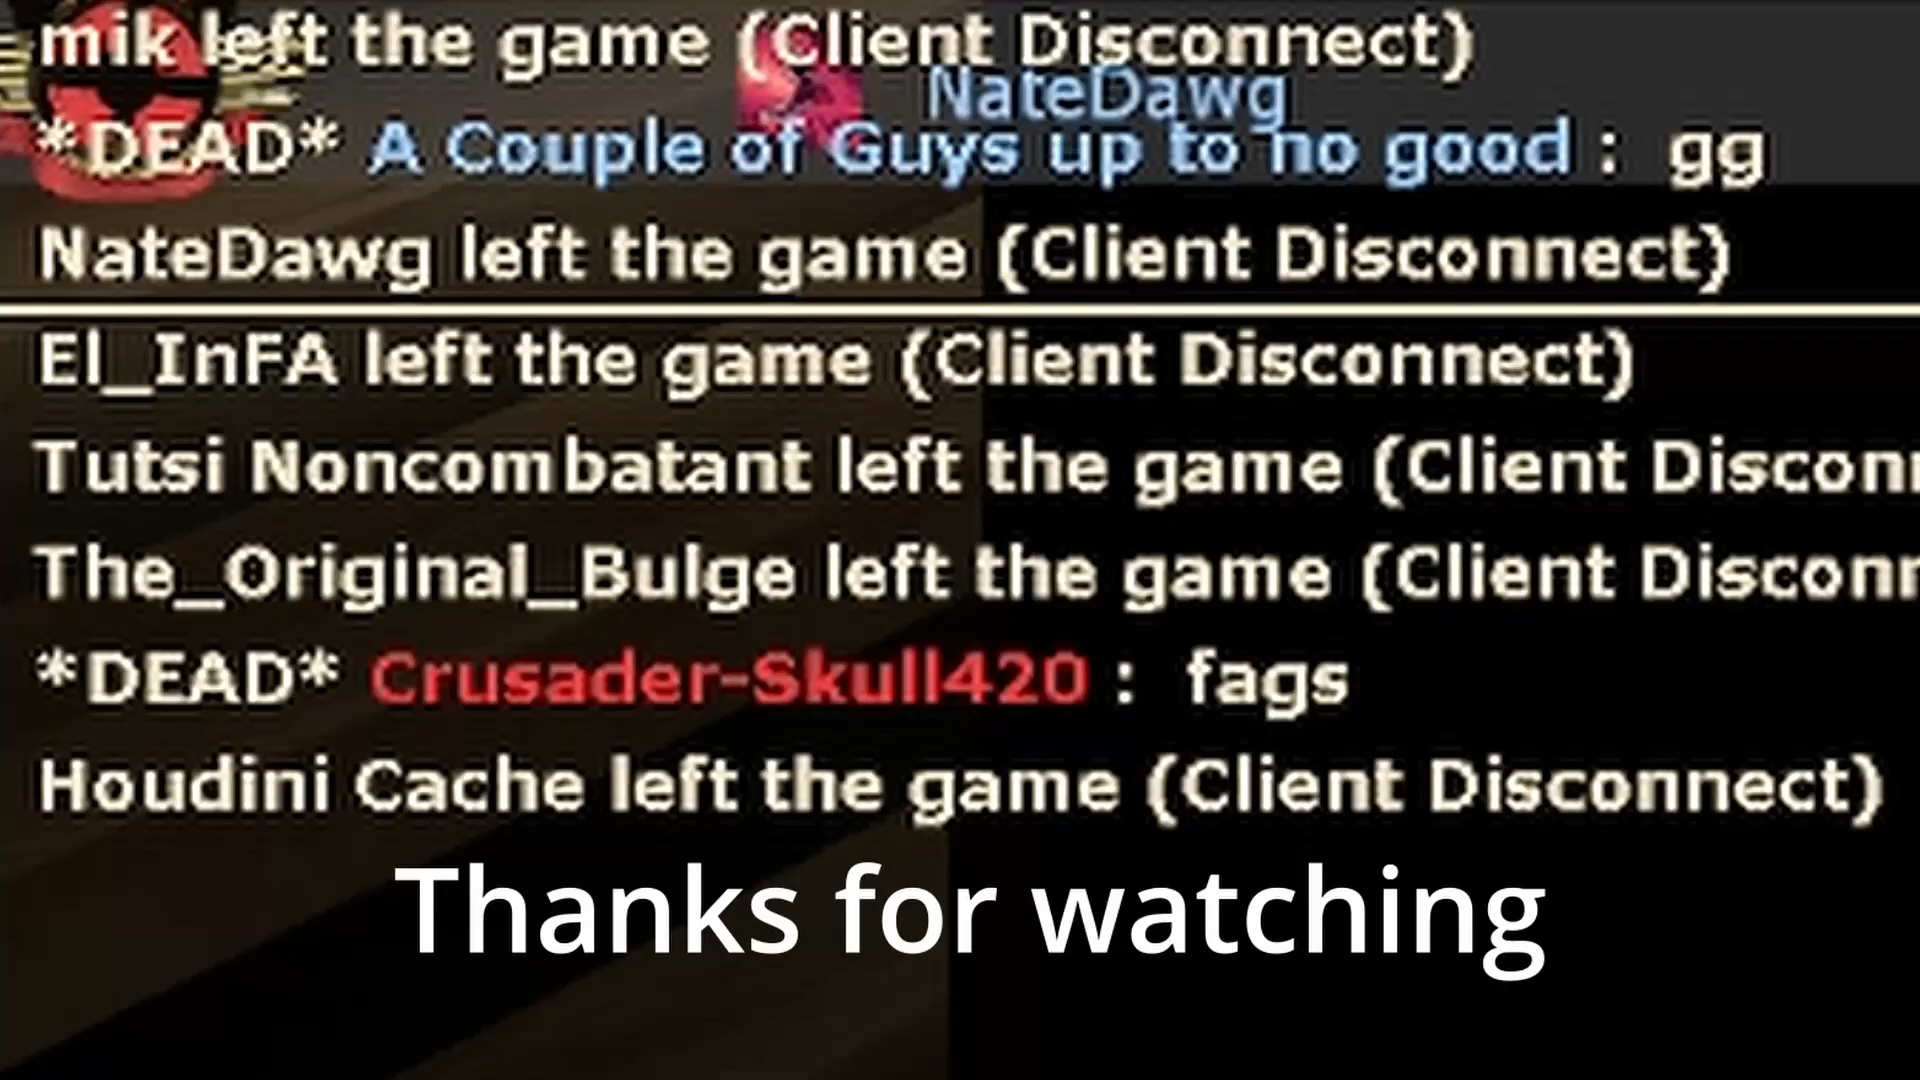 mik left the game (Client Disconnect)
NateDawg
*DEAD* A Couple of Guys up to no good :  gg
NateDawg left the game (Client Disconnect)
El_InFA left the game (Client Disconnect)
Tutsi Noncombatant left the game (Client Disconn
The_Original_Bulge left the game (Client Disconn
*DEAD* Crusader-Skull420 :  fags
Houdini Cache left the game (Client Disconnect)
Thanks for watching